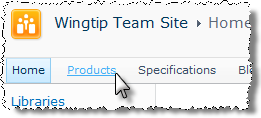 Wingtip Team Site ▸ Home
Home Products Specifications
Libraries